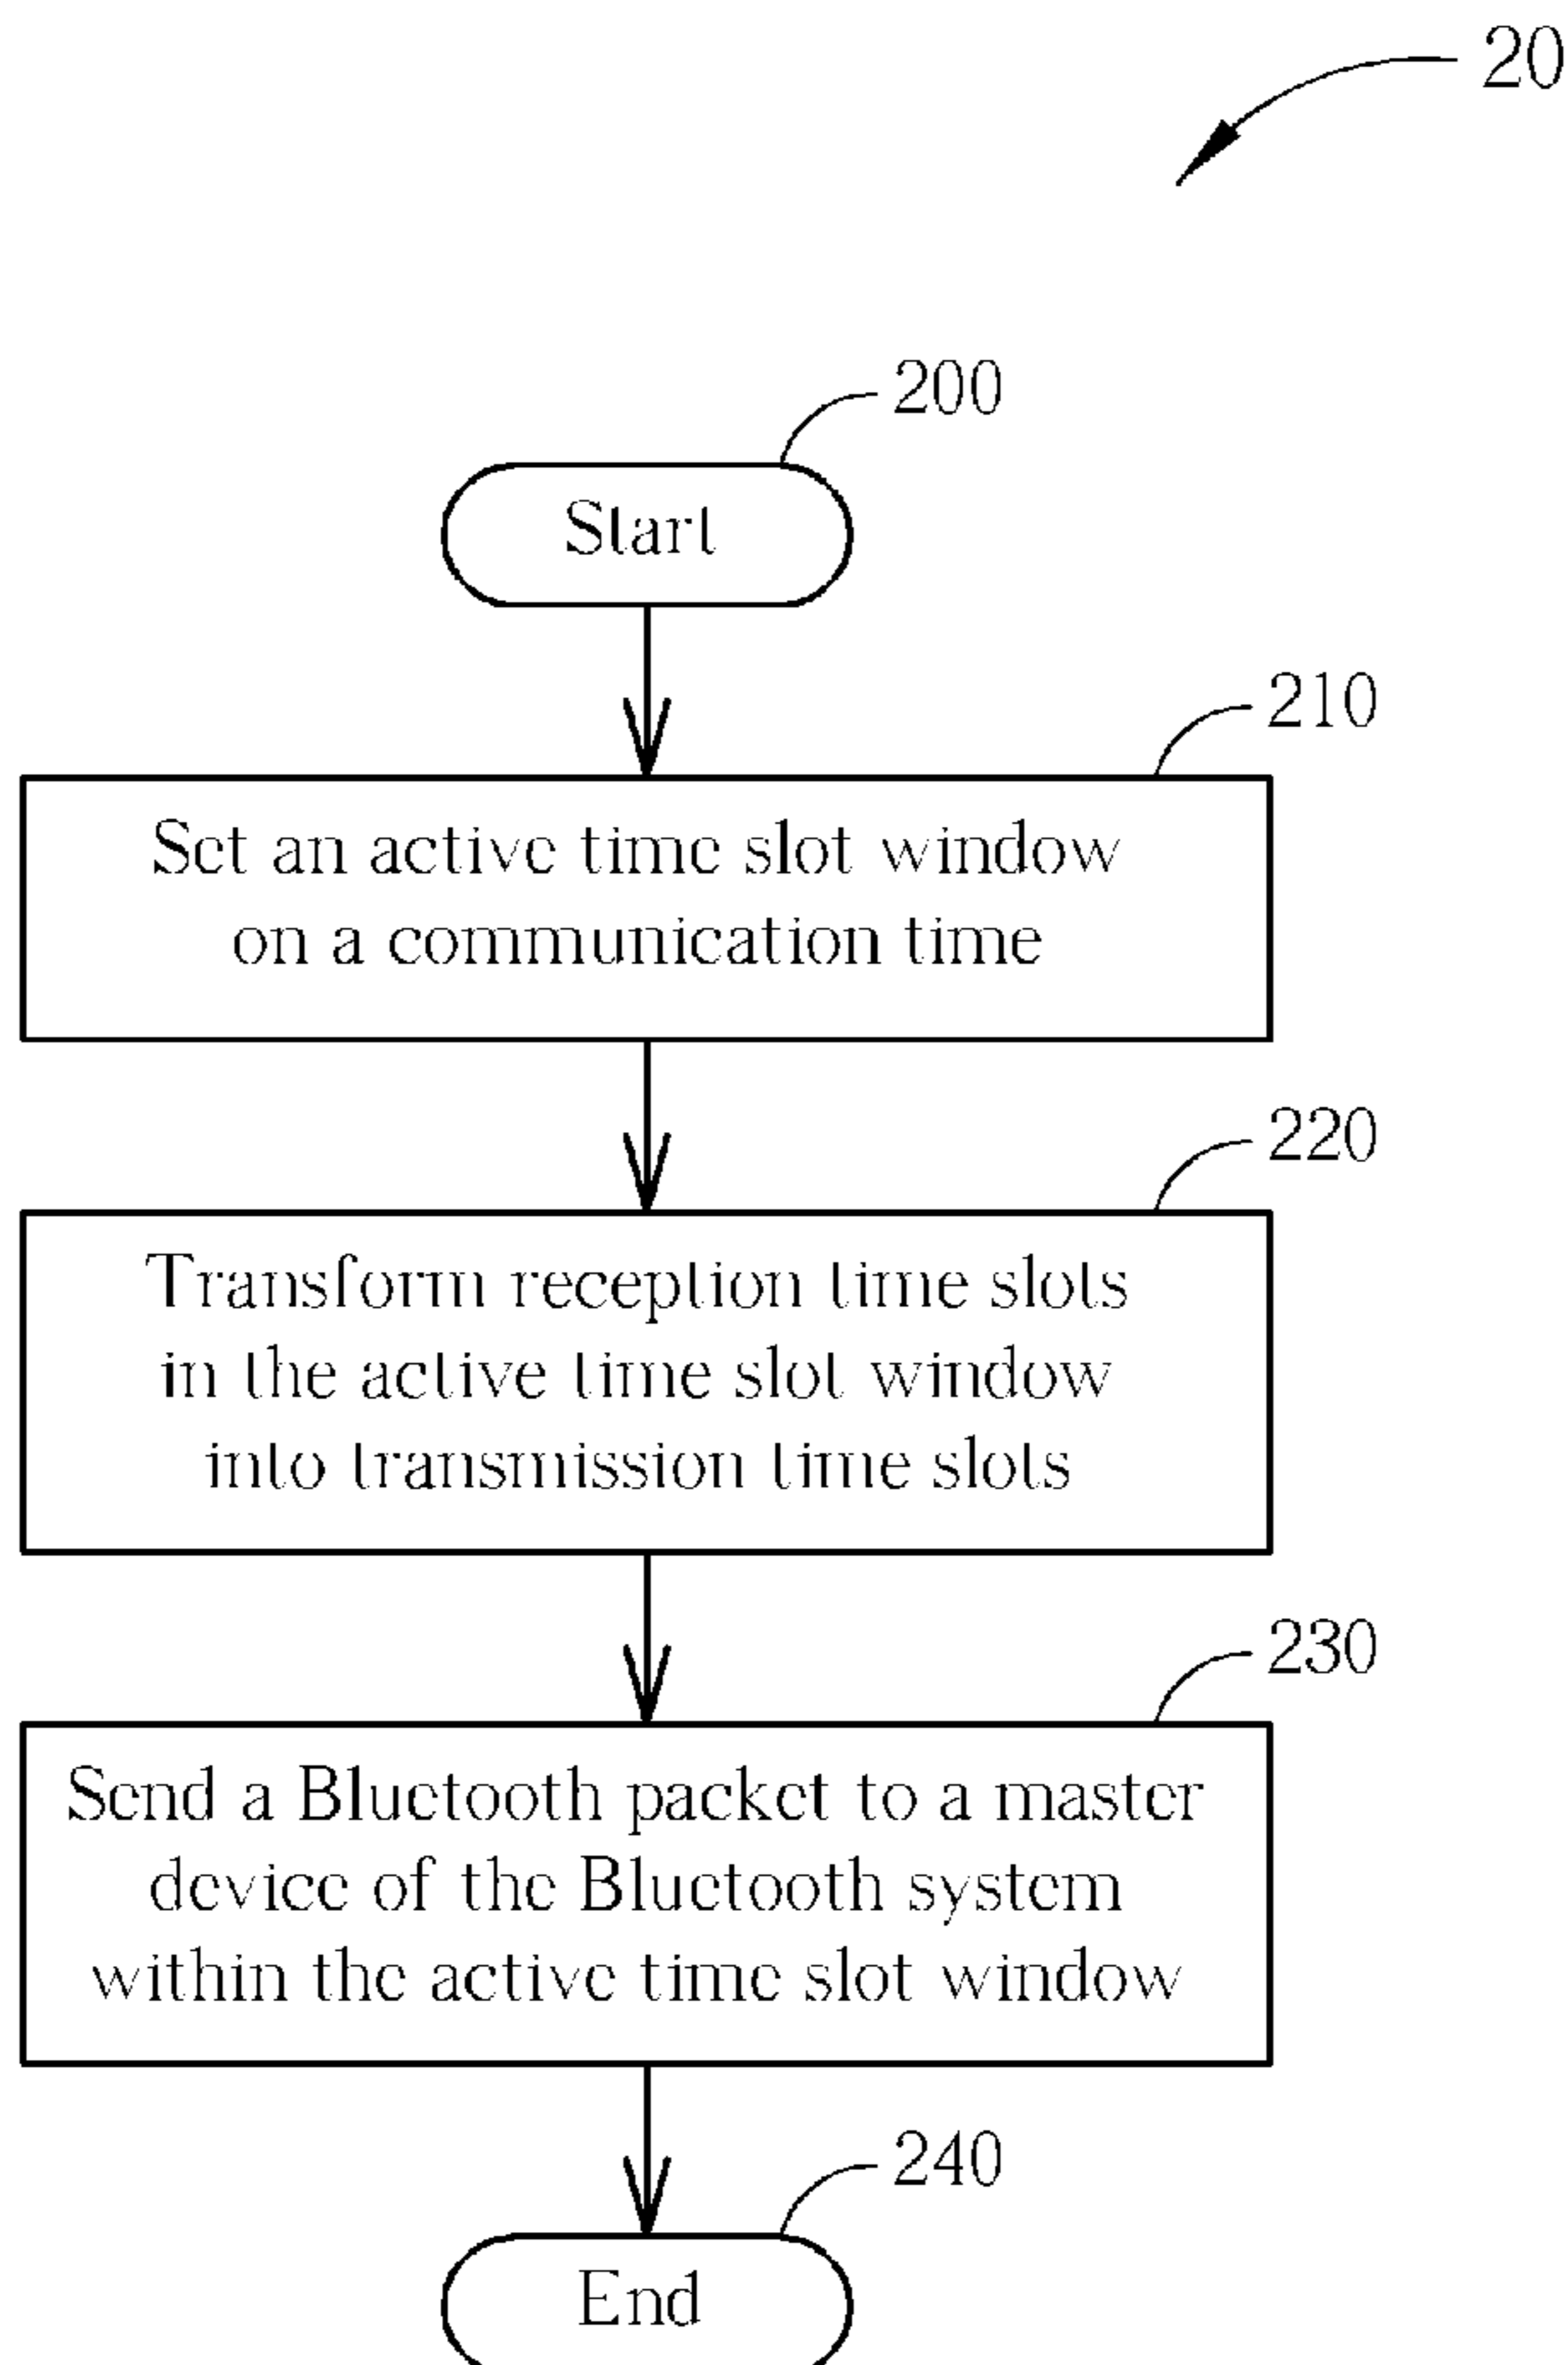 20
200
Start
210
Set an active time slot window
on a communication time
220
Transform reception time slots
in the active time slot window
into transmission time slots
230
Send a Bluetooth packet to a master
device of the Bluetooth system
within the active time slot window
240
End